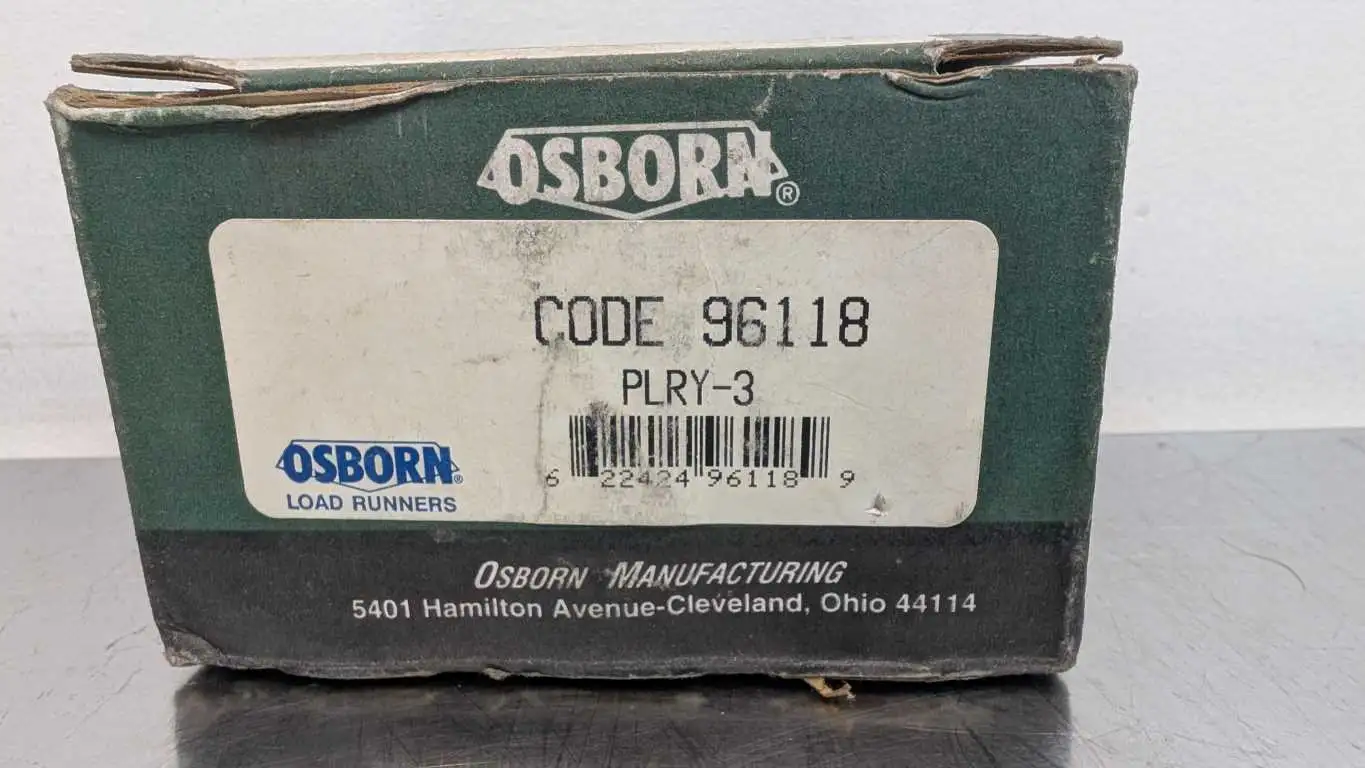 OSBORN®
CODE 96118
PLRY-3
6 22424 96118 9
OSBORN®
LOAD RUNNERS
OSBORN MANUFACTURING
5401 Hamilton Avenue-Cleveland, Ohio 44114